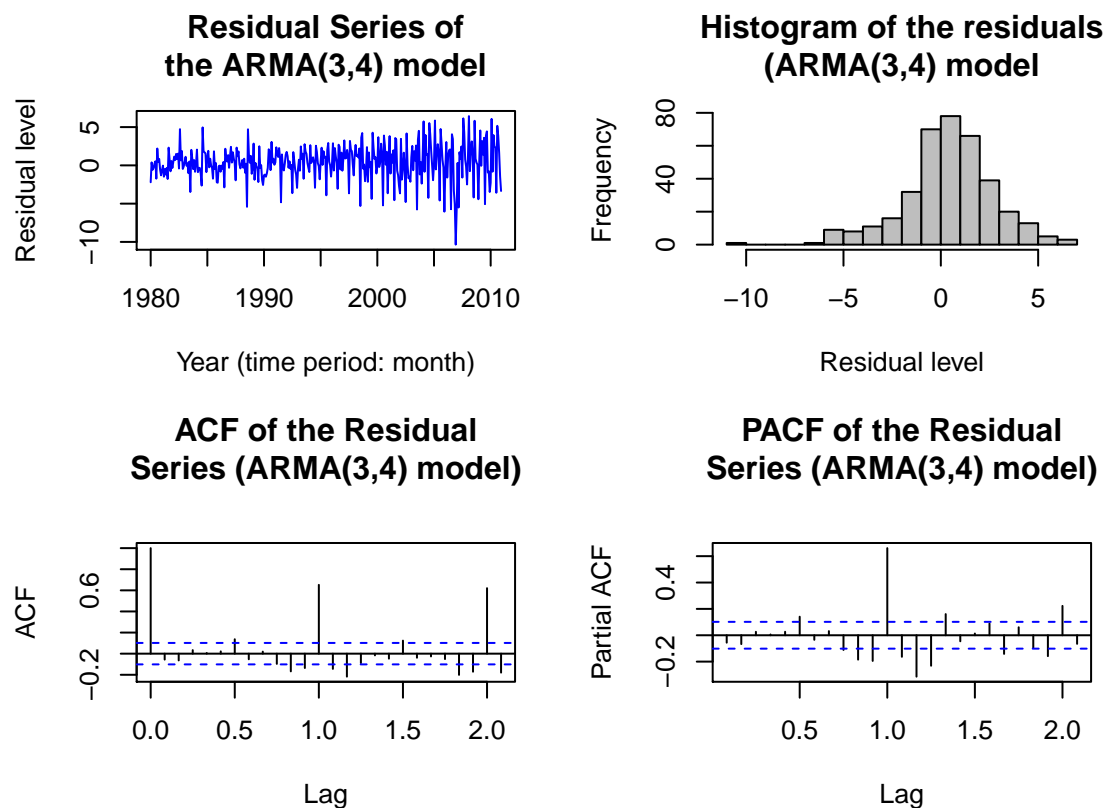 Residual Series of
the ARMA(3,4) model
Residual level
5
0
−10
1980
1990
2000
2010
Year (time period: month)
Histogram of the residuals
(ARMA(3,4) model
Frequency
80
40
0
−10
−5
0
5
Residual level
ACF of the Residual
Series (ARMA(3,4) model)
ACF
0.6
−0.2
0.0
0.5
1.0
1.5
2.0
Lag
PACF of the Residual
Series (ARMA(3,4) model)
Partial ACF
0.4
−0.2
0.5
1.0
1.5
2.0
Lag